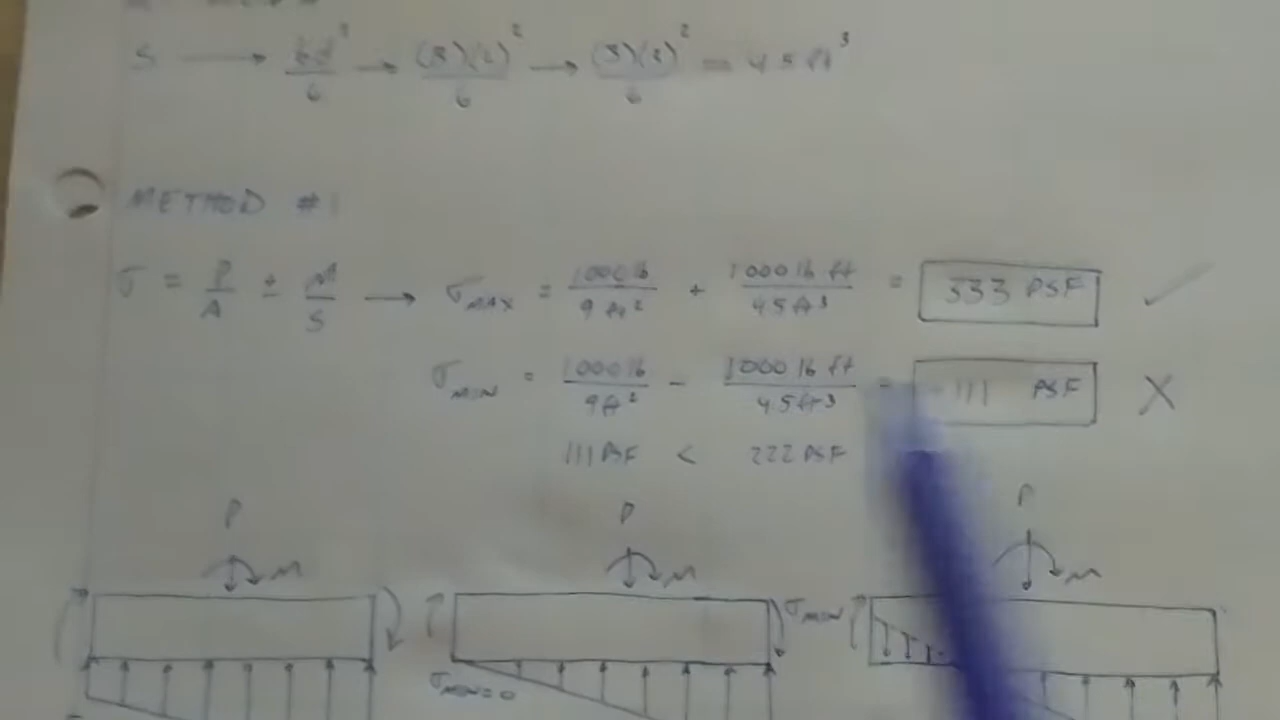 S → bd²/6 → (3)(3)²/6 → (3)(3)²/6 = 4.5 ft³
METHOD #1
σ = P/A ± M/S → σMAX = 1000 lb/9 ft² + 1000 lb ft/4.5 ft³ = 333 PSF ✓
σMIN = 1000 lb/9 ft² - 1000 lb ft/4.5 ft³ = -111 PSF X
111 PSF < 222 PSF
P P P
M M M
σMIN
σMIN=0